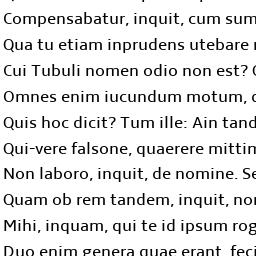 Compensabatur, inquit, cum sum
Qua tu etiam inprudens utebare
Cui Tubuli nomen odio non est?
Omnes enim iucundum motum,
Quis hoc dicit? Tum ille: Ain tand
Qui-vere falsone, quaerere mittim
Non laboro, inquit, de nomine. Se
Quam ob rem tandem, inquit, no
Mihi, inquam, qui te id ipsum rog
Duo enim genera quae erant, feci